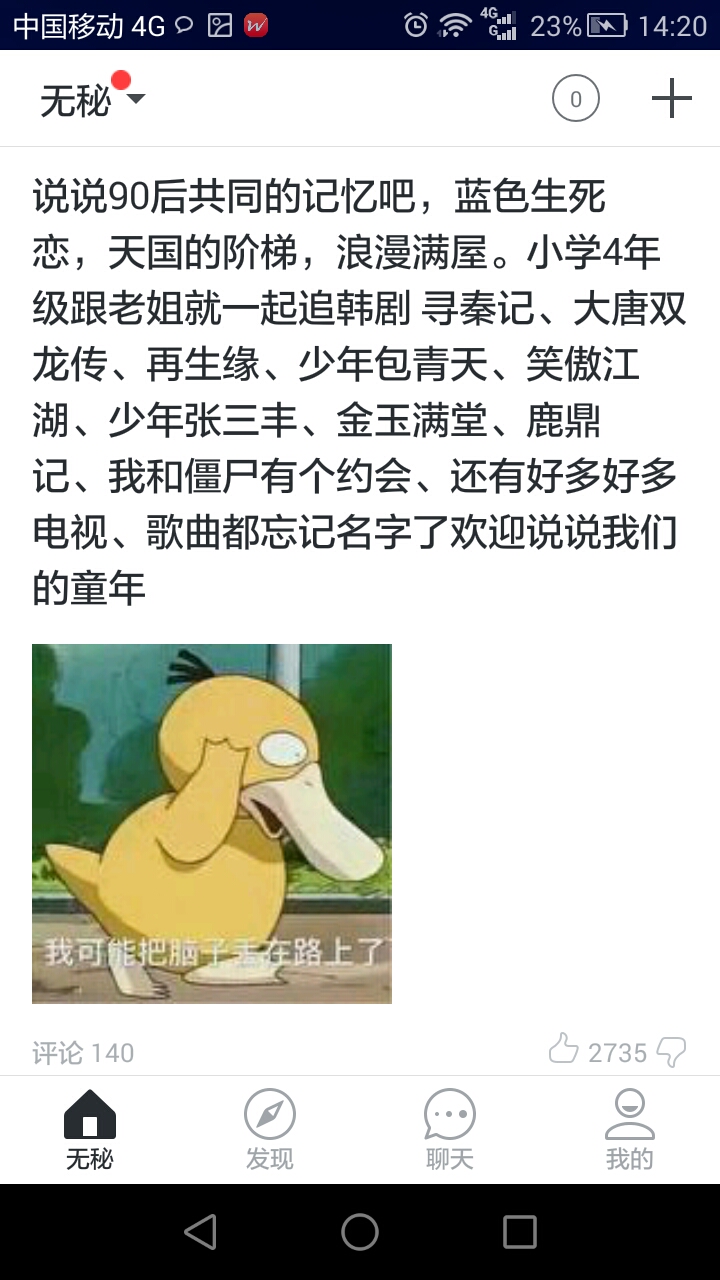 中国移动 4G 4G G 23% 14:20
无秘 0
说说90后共同的记忆吧，蓝色生死
恋，天国的阶梯，浪漫满屋。小学4年
级跟老姐就一起追韩剧 寻秦记、大唐双
龙传、再生缘、少年包青天、笑傲江
湖、少年张三丰、金玉满堂、鹿鼎
记、我和僵尸有个约会、还有好多好多
电视、歌曲都忘记名字了欢迎说说我们
的童年
我可能把脑子丢在路上了
评论 140 2735
无秘 发现 聊天 我的